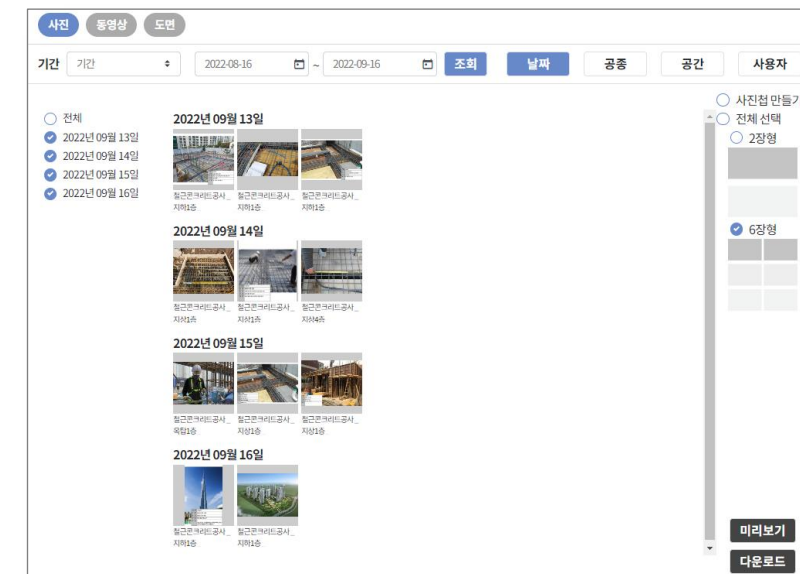 사진 동영상 도면
기간 기간 2022-08-16 ~ 2022-09-16 조회 날짜 공종 공간 사용자
사진첩 만들기
전체 선택
2장형
6장형
전체
2022년 09월 13일
2022년 09월 14일
2022년 09월 15일
2022년 09월 16일
2022년 09월 13일
철근콘크리트공사_ 철근콘크리트공사_ 철근콘크리트공사_
지하1층 지하1층 지하1층
2022년 09월 14일
철근콘크리트공사_ 철근콘크리트공사_ 철근콘크리트공사_
지상1층 지상1층 지상4층
2022년 09월 15일
철근콘크리트공사_ 철근콘크리트공사_ 철근콘크리트공사_
옥탑1층 지상1층 지상1층
2022년 09월 16일
철근콘크리트공사_ 철근콘크리트공사_
지하1층 지하1층
미리보기
다운로드